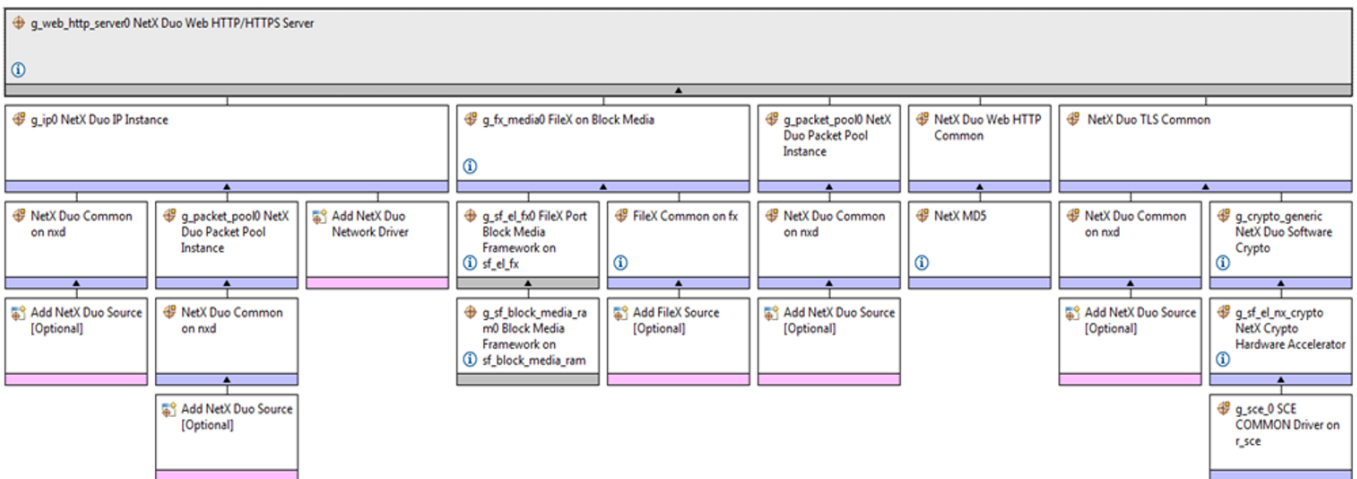 g_web_http_server0 NetX Duo Web HTTP/HTTPS Server
g_ip0 NetX Duo IP Instance
g_fx_media0 FileX on Block Media
g_packet_pool0 NetX
Duo Packet Pool
Instance
NetX Duo Web HTTP
Common
NetX Duo TLS Common
NetX Duo Common
on nxd
g_packet_pool0 NetX
Duo Packet Pool
Instance
Add NetX Duo
Network Driver
g_sf_el_fx0 FileX Port
Block Media
Framework on
sf_el_fx
FileX Common on fx
NetX Duo Common
on nxd
NetX MD5
NetX Duo Common
on nxd
g_crypto_generic
NetX Duo Software
Crypto
Add NetX Duo Source
[Optional]
NetX Duo Common
on nxd
g_sf_block_media_ra
m0 Block Media
Framework on
sf_block_media_ram
Add FileX Source
[Optional]
Add NetX Duo Source
[Optional]
Add NetX Duo Source
[Optional]
g_sf_el_nx_crypto
NetX Crypto
Hardware Accelerator
Add NetX Duo Source
[Optional]
g_sce_0 SCE
COMMON Driver on
r_sce